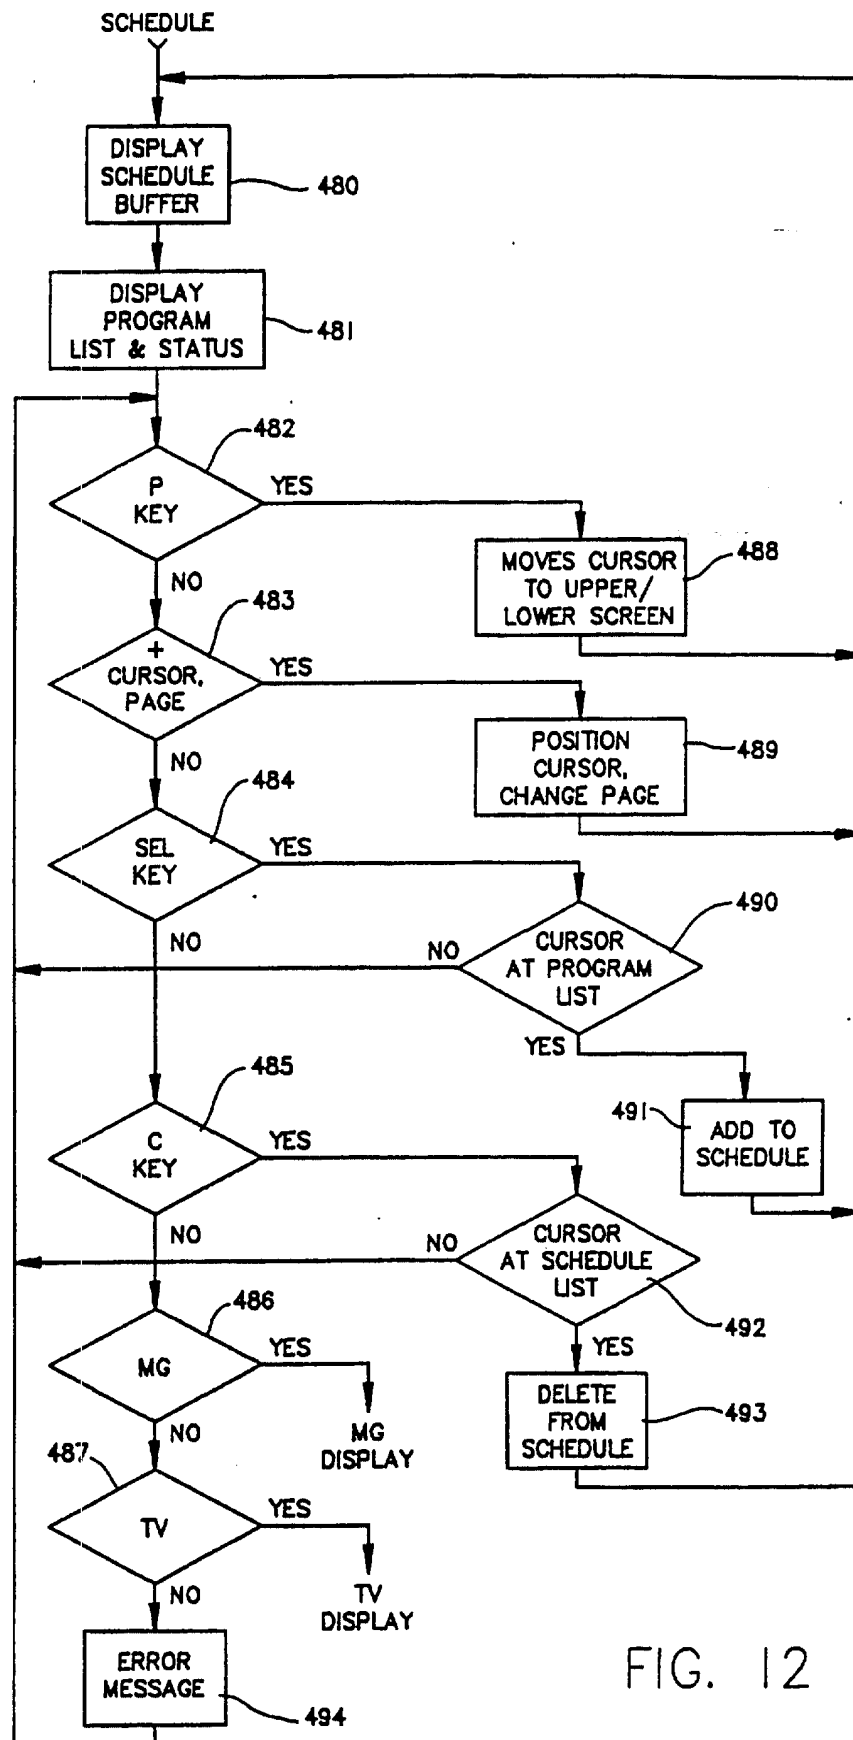 SCHEDULE
DISPLAY
SCHEDULE
BUFFER
480
DISPLAY
PROGRAM
LIST & STATUS
481
482
P
KEY
YES
NO
MOVES CURSOR
TO UPPER/
LOWER SCREEN
488
483
+
CURSOR,
PAGE
YES
NO
POSITION
CURSOR,
CHANGE PAGE
489
484
SEL
KEY
YES
NO
490
CURSOR
AT PROGRAM
LIST
NO
YES
491
ADD TO
SCHEDULE
485
C
KEY
YES
NO
CURSOR
AT SCHEDULE
LIST
NO
492
YES
486
MG
YES
NO
MG
DISPLAY
DELETE
FROM
SCHEDULE
493
487
TV
YES
NO
TV
DISPLAY
ERROR
MESSAGE
494
FIG. 12